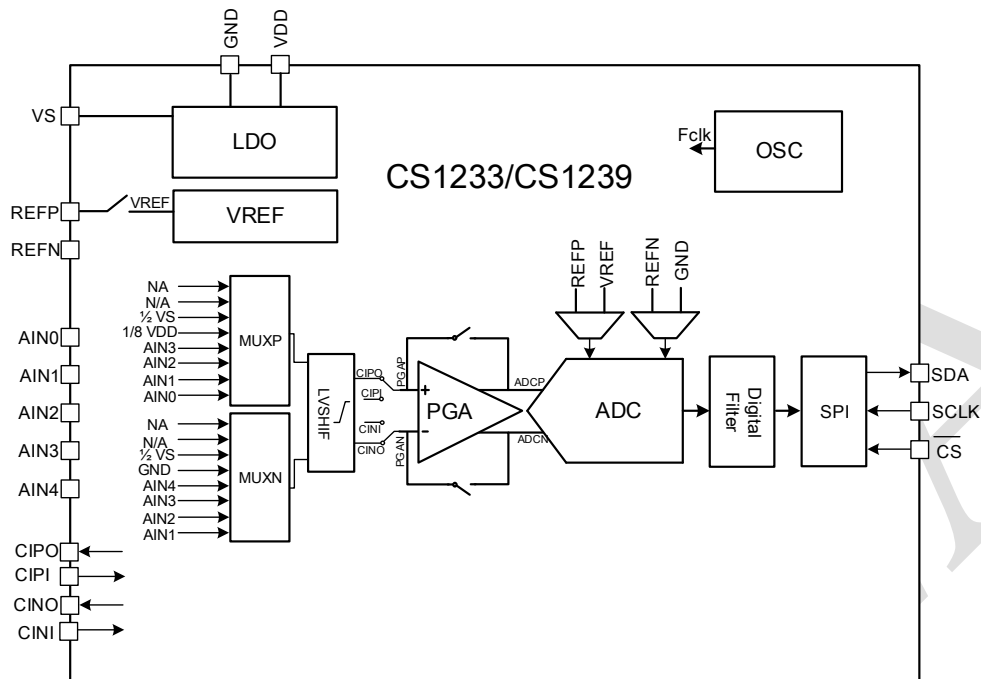 GND
VDD
VS
LDO
Fclk
OSC
CS1233/CS1239
REFP
VREF
VREF
REFN
REFP
VREF
REFN
GND
NA
N/A
½ VS
1/8 VDD
AIN3
AIN2
AIN1
AIN0
MUXP
AIN0
AIN1
AIN2
AIN3
AIN4
NA
N/A
½ VS
GND
AIN4
AIN3
AIN2
AIN1
MUXN
LVSHIF
CIPO
CIPI
CINI
CINO
PGAP
PGAN
+
PGA
−
ADCP
ADCN
ADC
Digital
Filter
SPI
SDA
SCLK
CS
CIPO
CIPI
CINO
CINI